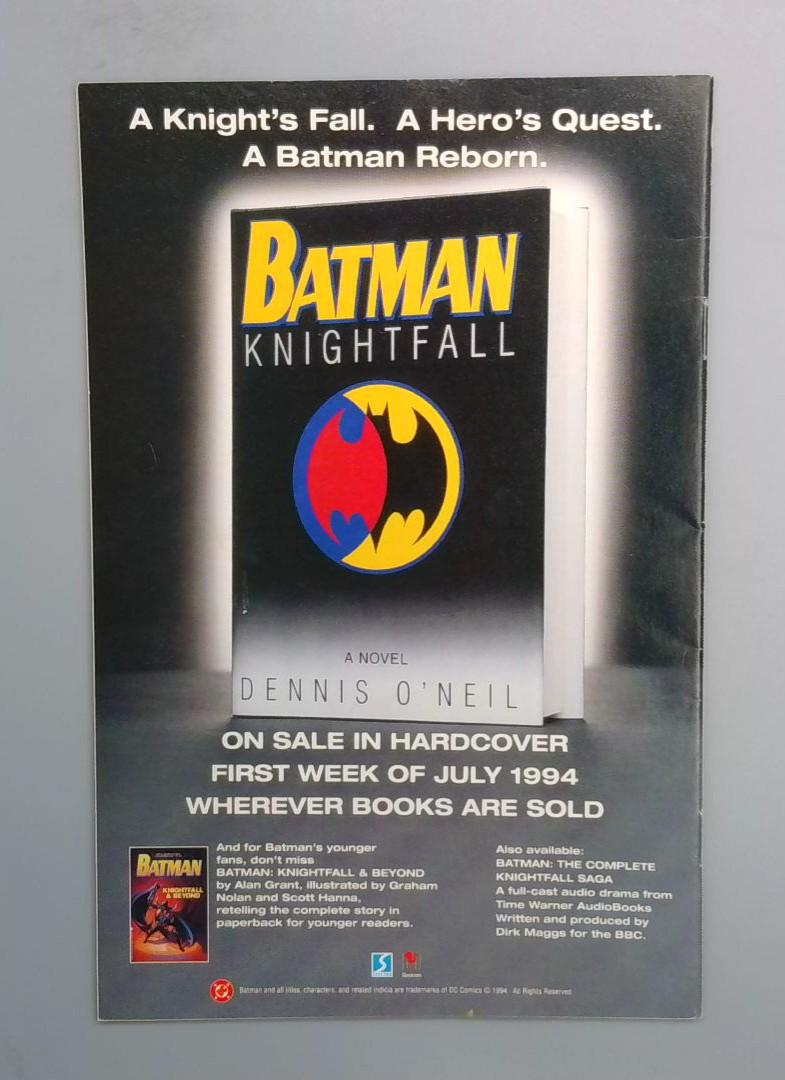 A Knight's Fall. A Hero's Quest.
A Batman Reborn.
BATMAN
KNIGHTFALL
A NOVEL
DENNIS O'NEIL
ON SALE IN HARDCOVER
FIRST WEEK OF JULY 1994
WHEREVER BOOKS ARE SOLD
BATMAN
KNIGHTFALL
& BEYOND
And for Batman's younger
fans, don't miss
BATMAN: KNIGHTFALL & BEYOND
by Alan Grant, illustrated by Graham
Nolan and Scott Hanna,
retelling the complete story in
paperback for younger readers.
Also available:
BATMAN: THE COMPLETE
KNIGHTFALL SAGA
A full-cast audio drama from
Time Warner AudioBooks
Written and produced by
Dirk Maggs for the BBC.
Batman and all titles, characters, and related indicia are trademarks of DC Comics © 1994. All Rights Reserved.